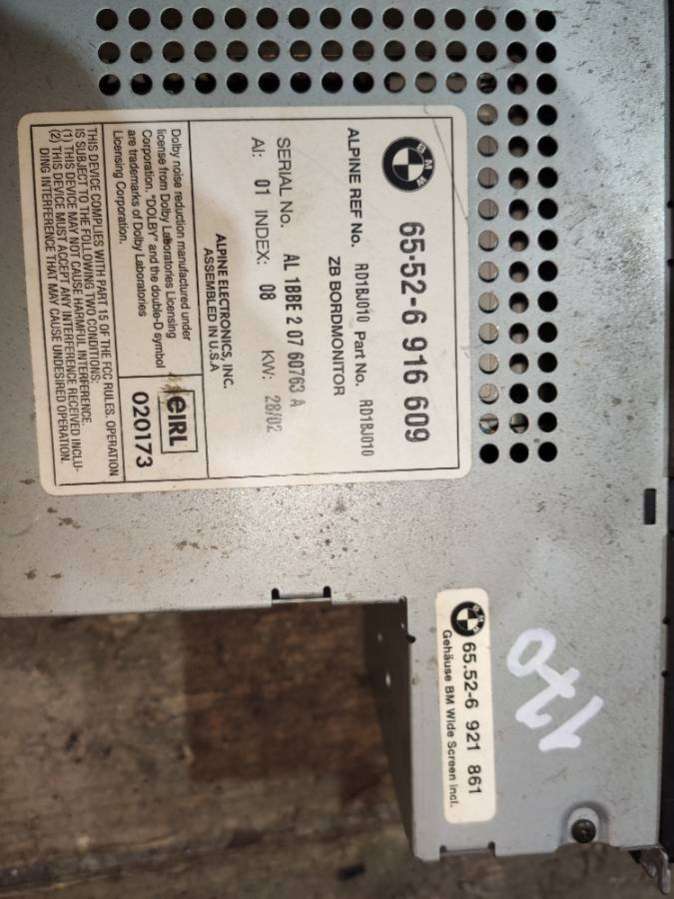 BMW
65-52-6 916 609
ALPINE REF No. RD1BJ010 Part No. RD1BJ010
ZB BORDMONITOR
SERIAL No. AL 1BBE 2 07 60763 A
AI: 01 INDEX: 08 KW: 28/02
ALPINE ELECTRONICS, INC.
ASSEMBLED IN U.S.A
Dolby noise reduction manufactured under
license from Dolby Laboratories Licensing
Corporation. "DOLBY" and the double-D symbol
are trademarks of Dolby Laboratories
Licensing Corporation.
eIRL
020173
THIS DEVICE COMPLIES WITH PART 15 OF THE FCC RULES. OPERATION
IS SUBJECT TO THE FOLLOWING TWO CONDITIONS:
(1) THIS DEVICE MAY NOT CAUSE HARMFUL INTERFERENCE.
(2) THIS DEVICE MUST ACCEPT ANY INTERFERENCE RECEIVED INCLU-
DING INTERFERENCE THAT MAY CAUSE UNDESIRED OPERATION.
170
BMW
65.52-6 921 861
Gehäuse BM Wide Screen incl.